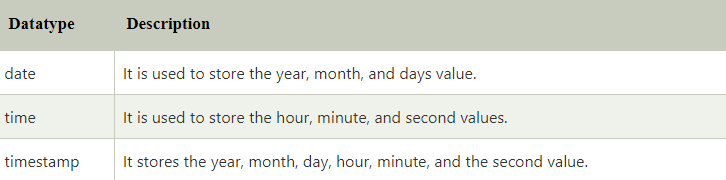 Datatype Description
date It is used to store the year, month, and days value.
time It is used to store the hour, minute, and second values.
timestamp It stores the year, month, day, hour, minute, and the second value.